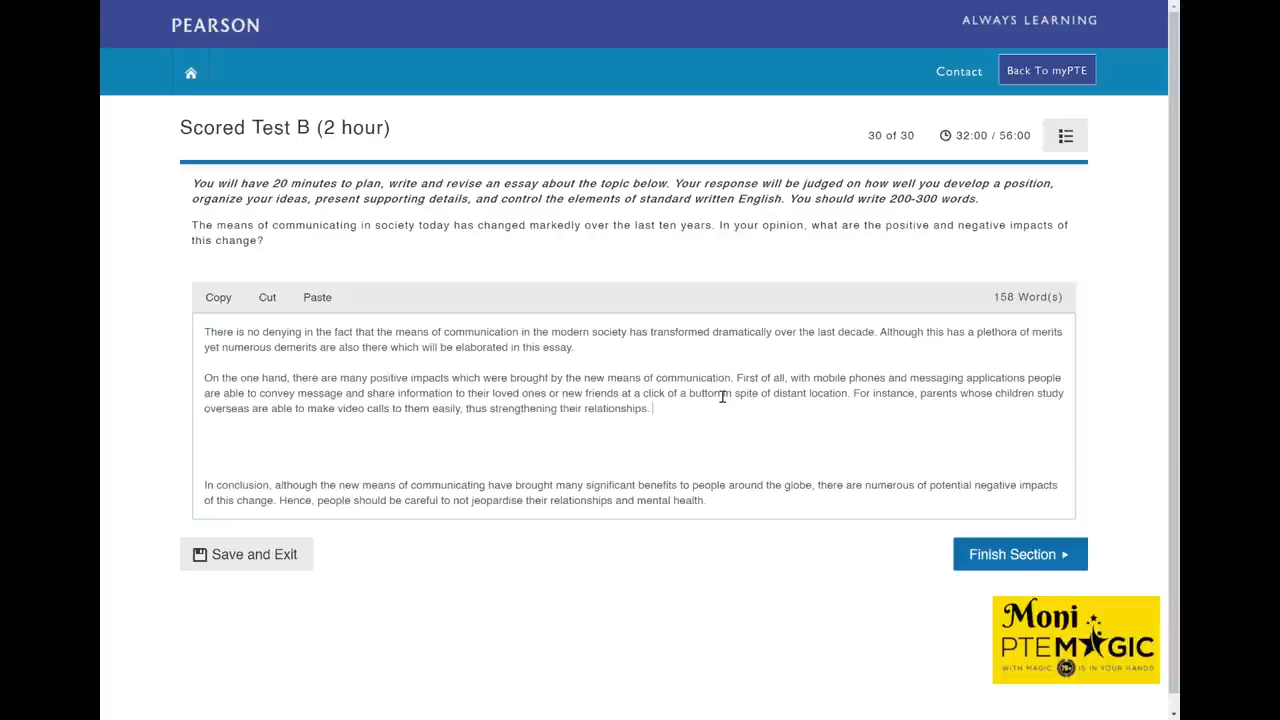 PEARSON
ALWAYS LEARNING
Contact
Back To myPTE
Scored Test B (2 hour)
30 of 30
32:00 / 56:00
You will have 20 minutes to plan, write and revise an essay about the topic below. Your response will be judged on how well you develop a position,
organize your ideas, present supporting details, and control the elements of standard written English. You should write 200-300 words.
The means of communicating in society today has changed markedly over the last ten years. In your opinion, what are the positive and negative impacts of
this change?
Copy Cut Paste
158 Word(s)
There is no denying in the fact that the means of communication in the modern society has transformed dramatically over the last decade. Although this has a plethora of merits
yet numerous demerits are also there which will be elaborated in this essay.
On the one hand, there are many positive impacts which were brought by the new means of communication. First of all, with mobile phones and messaging applications people
are able to convey message and share information to their loved ones or new friends at a click of a button in spite of distant location. For instance, parents whose children study
overseas are able to make video calls to them easily, thus strengthening their relationships.
In conclusion, although the new means of communicating have brought many significant benefits to people around the globe, there are numerous of potential negative impacts
of this change. Hence, people should be careful to not jeopardise their relationships and mental health.
Save and Exit
Finish Section
Moni
PTEMAGIC
WITH MAGIC 79+ IS IN YOUR HANDS